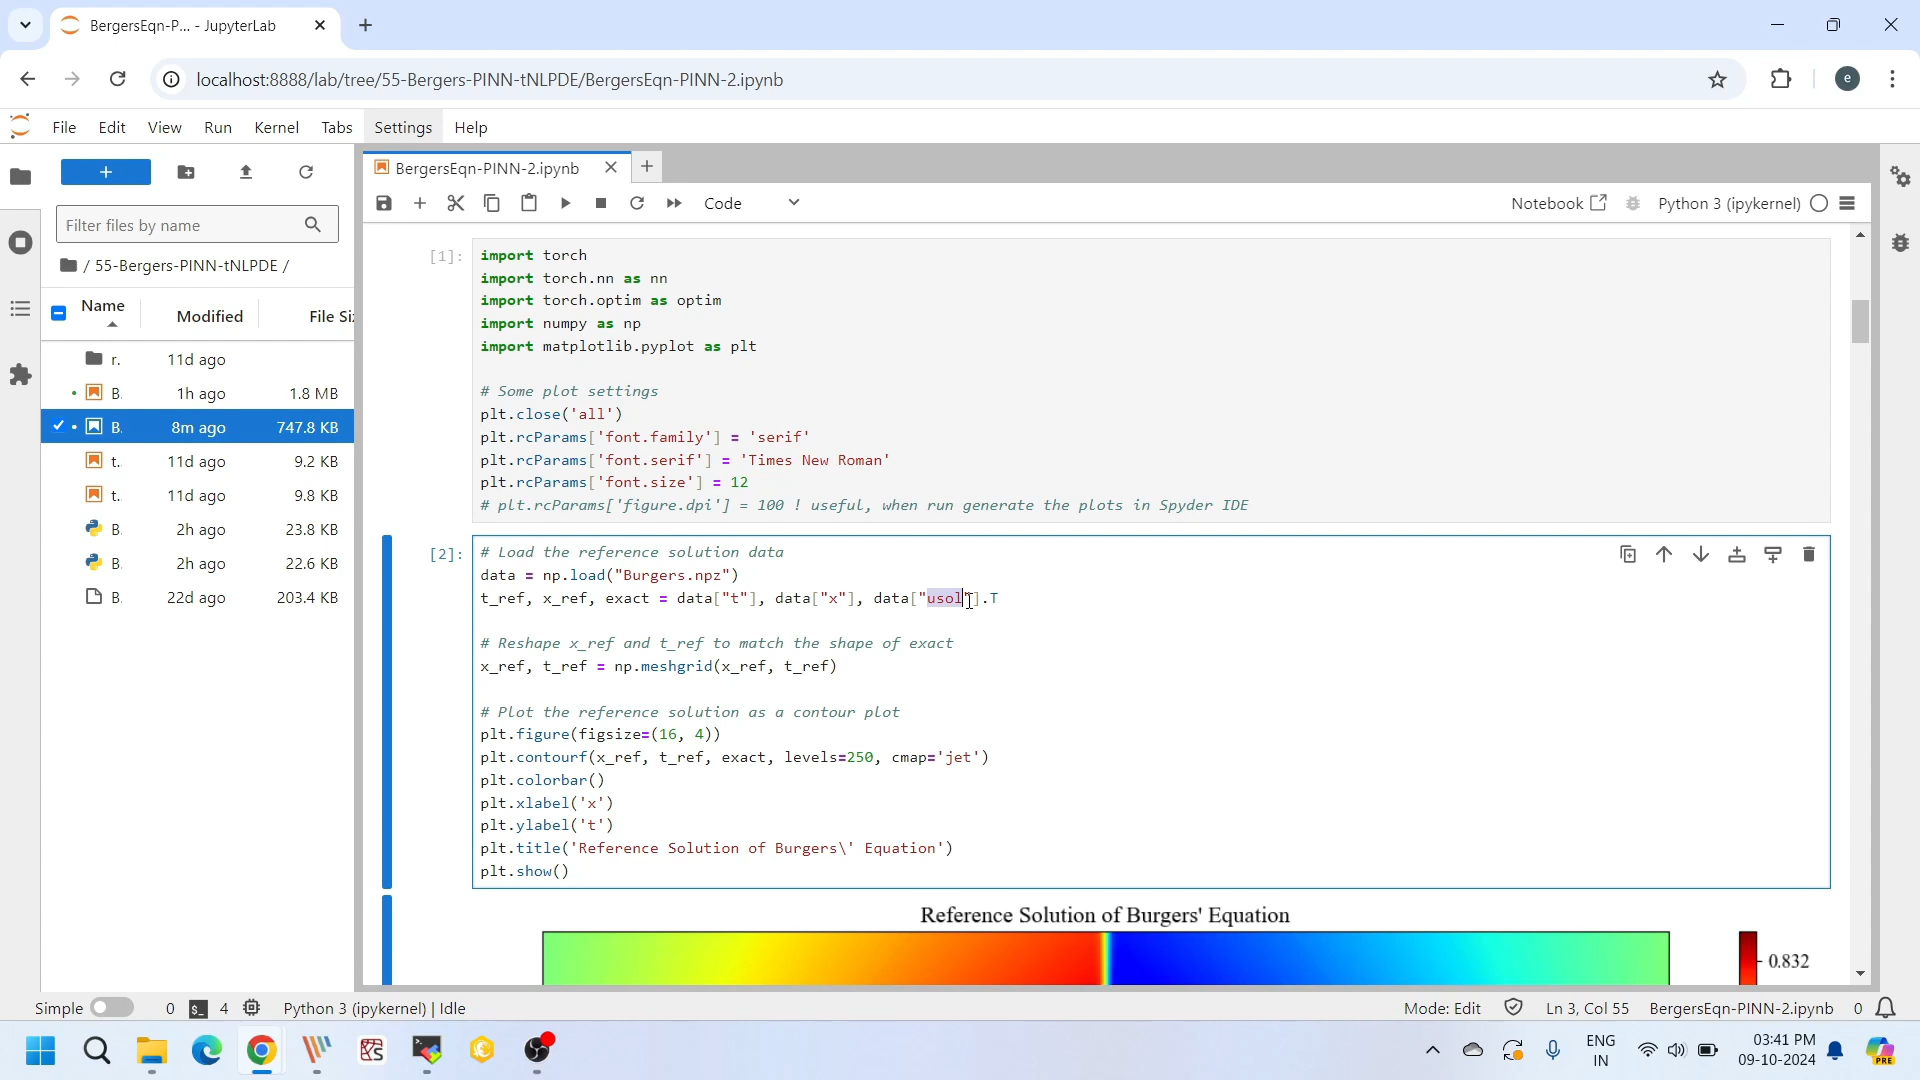 BergersEqn-P... - JupyterLab
localhost:8888/lab/tree/55-Bergers-PINN-tNLPDE/BergersEqn-PINN-2.ipynb
e
File Edit View Run Kernel Tabs Settings Help
BergersEqn-PINN-2.ipynb
Code
Notebook
Python 3 (ipykernel)
Filter files by name
/ 55-Bergers-PINN-tNLPDE /
Name Modified File Si
r. 11d ago
B. 1h ago 1.8 MB
B. 8m ago 747.8 KB
t. 11d ago 9.2 KB
t. 11d ago 9.8 KB
B. 2h ago 23.8 KB
B. 2h ago 22.6 KB
B. 22d ago 203.4 KB
[1]:
import torch
import torch.nn as nn
import torch.optim as optim
import numpy as np
import matplotlib.pyplot as plt
# Some plot settings
plt.close('all')
plt.rcParams['font.family'] = 'serif'
plt.rcParams['font.serif'] = 'Times New Roman'
plt.rcParams['font.size'] = 12
# plt.rcParams['figure.dpi'] = 100 ! useful, when run generate the plots in Spyder IDE
[2]:
# Load the reference solution data
data = np.load("Burgers.npz")
t_ref, x_ref, exact = data["t"], data["x"], data["usol"].T
# Reshape x_ref and t_ref to match the shape of exact
x_ref, t_ref = np.meshgrid(x_ref, t_ref)
# Plot the reference solution as a contour plot
plt.figure(figsize=(16, 4))
plt.contourf(x_ref, t_ref, exact, levels=250, cmap='jet')
plt.colorbar()
plt.xlabel('x')
plt.ylabel('t')
plt.title('Reference Solution of Burgers\' Equation')
plt.show()
Reference Solution of Burgers' Equation
0.832
Simple 0 $_ 4 Python 3 (ipykernel) | Idle
Mode: Edit Ln 3, Col 55 BergersEqn-PINN-2.ipynb 0
ENG
IN
03:41 PM
09-10-2024
PRE